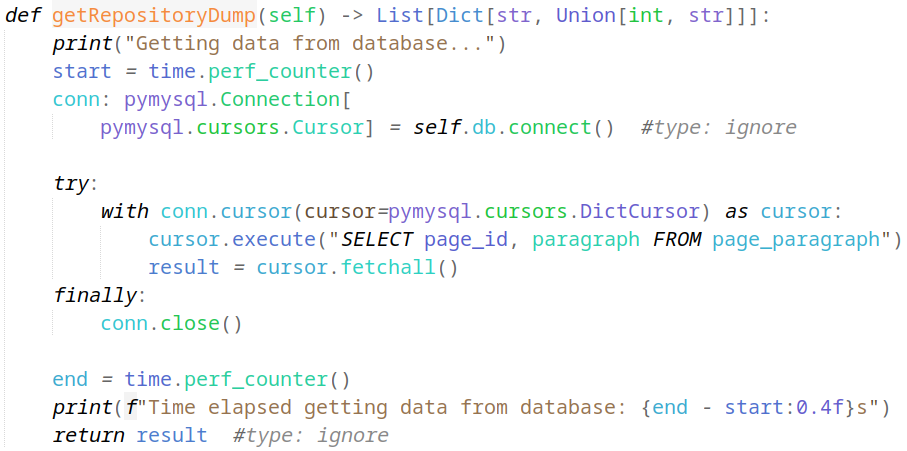 def getRepositoryDump(self) -> List[Dict[str, Union[int, str]]]:
    print("Getting data from database...")
    start = time.perf_counter()
    conn: pymysql.Connection[
        pymysql.cursors.Cursor] = self.db.connect()  #type: ignore

    try:
        with conn.cursor(cursor=pymysql.cursors.DictCursor) as cursor:
            cursor.execute("SELECT page_id, paragraph FROM page_paragraph")
            result = cursor.fetchall()
    finally:
        conn.close()

    end = time.perf_counter()
    print(f"Time elapsed getting data from database: {end - start:0.4f}s")
    return result  #type: ignore